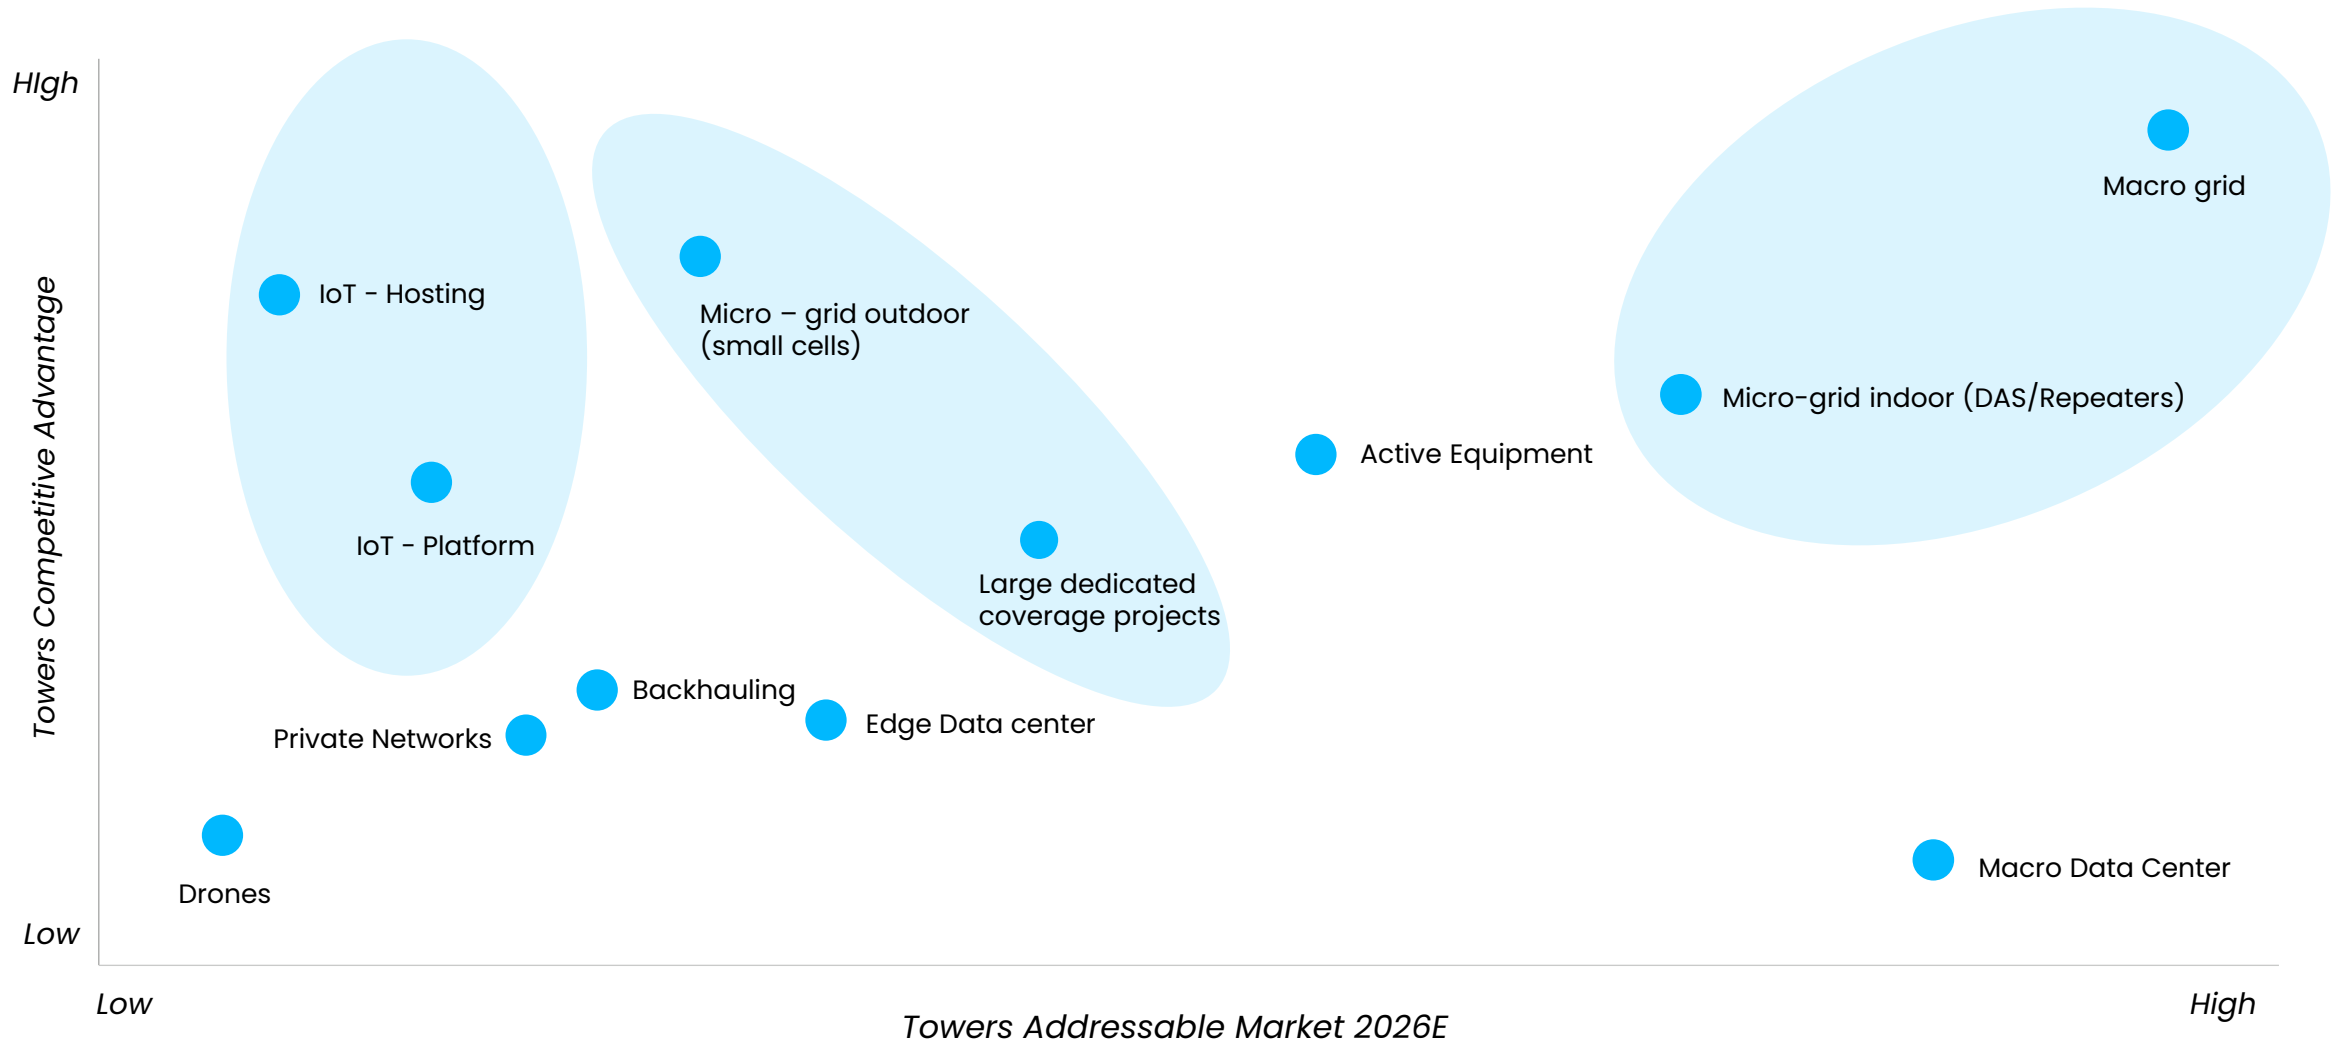 HIgh
Macro grid
IoT - Hosting
Micro – grid outdoor
(small cells)
Micro-grid indoor (DAS/Repeaters)
Active Equipment
Towers Competitive Advantage
IoT - Platform
Large dedicated
coverage projects
Backhauling
Edge Data center
Private Networks
Macro Data Center
Drones
Low
Low
High
Towers Addressable Market 2026E